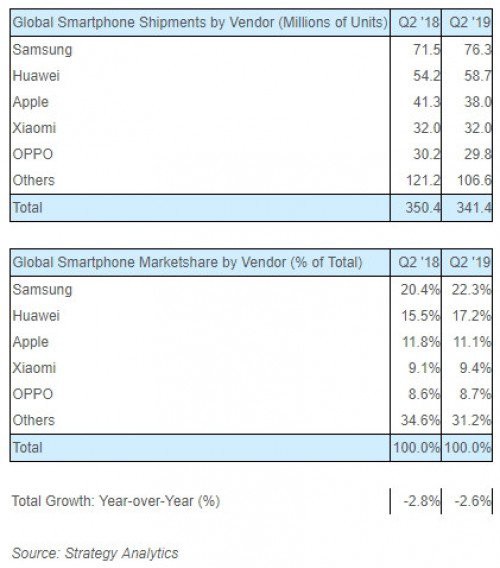 Global Smartphone Shipments by Vendor (Millions of Units) Q2 '18 Q2 '19
Samsung 71.5 76.3
Huawei 54.2 58.7
Apple 41.3 38.0
Xiaomi 32.0 32.0
OPPO 30.2 29.8
Others 121.2 106.6
Total 350.4 341.4
Global Smartphone Marketshare by Vendor (% of Total) Q2 '18 Q2 '19
Samsung 20.4% 22.3%
Huawei 15.5% 17.2%
Apple 11.8% 11.1%
Xiaomi 9.1% 9.4%
OPPO 8.6% 8.7%
Others 34.6% 31.2%
Total 100.0% 100.0%
Total Growth: Year-over-Year (%) -2.8% -2.6%
Source: Strategy Analytics